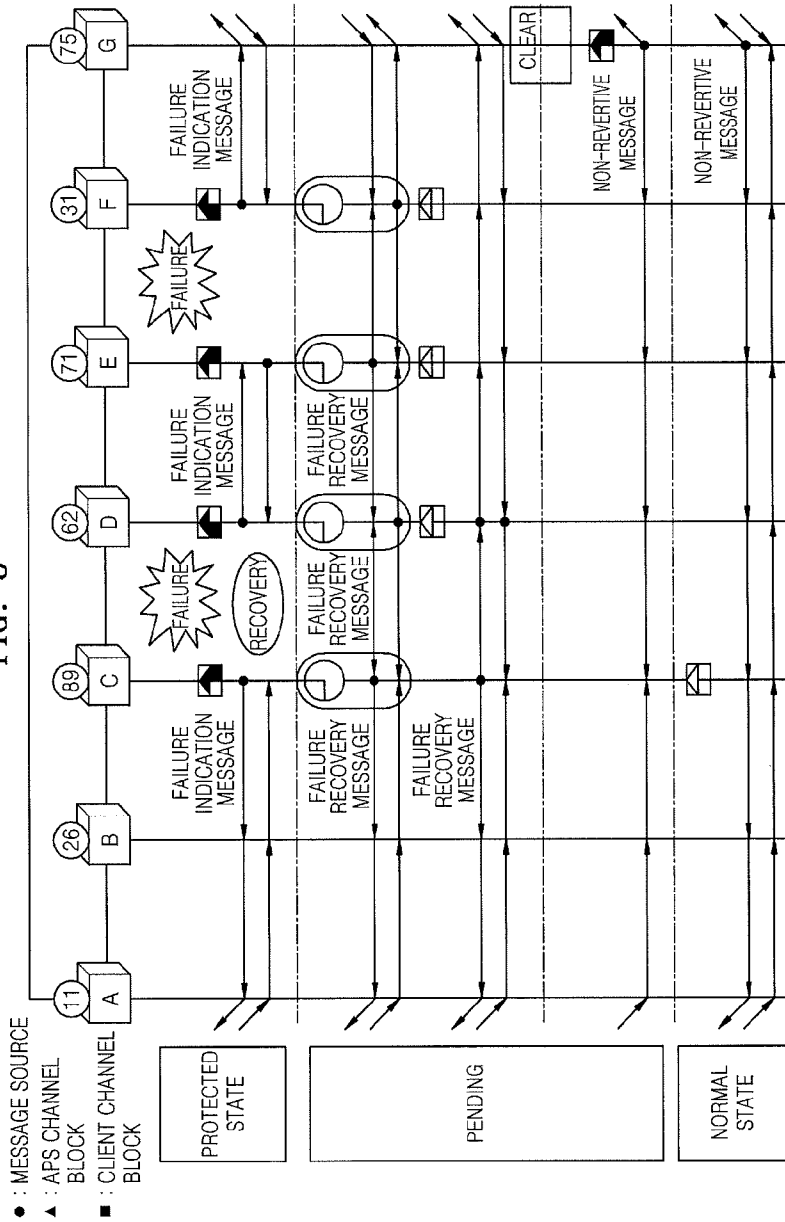 FIG. 8
● : MESSAGE SOURCE
▲ : APS CHANNEL
BLOCK
■ : CLIENT CHANNEL
BLOCK
11
26
89
62
71
31
75
A
B
C
D
E
F
G
PROTECTED
STATE
FAILURE
INDICATION
MESSAGE
FAILURE
RECOVERY
FAILURE
INDICATION
MESSAGE
FAILURE
FAILURE
INDICATION
MESSAGE
PENDING
FAILURE
RECOVERY
MESSAGE
FAILURE
RECOVERY
MESSAGE
FAILURE
RECOVERY
MESSAGE
FAILURE
RECOVERY
MESSAGE
CLEAR
NON-REVERTIVE
MESSAGE
NORMAL
STATE
NON-REVERTIVE
MESSAGE